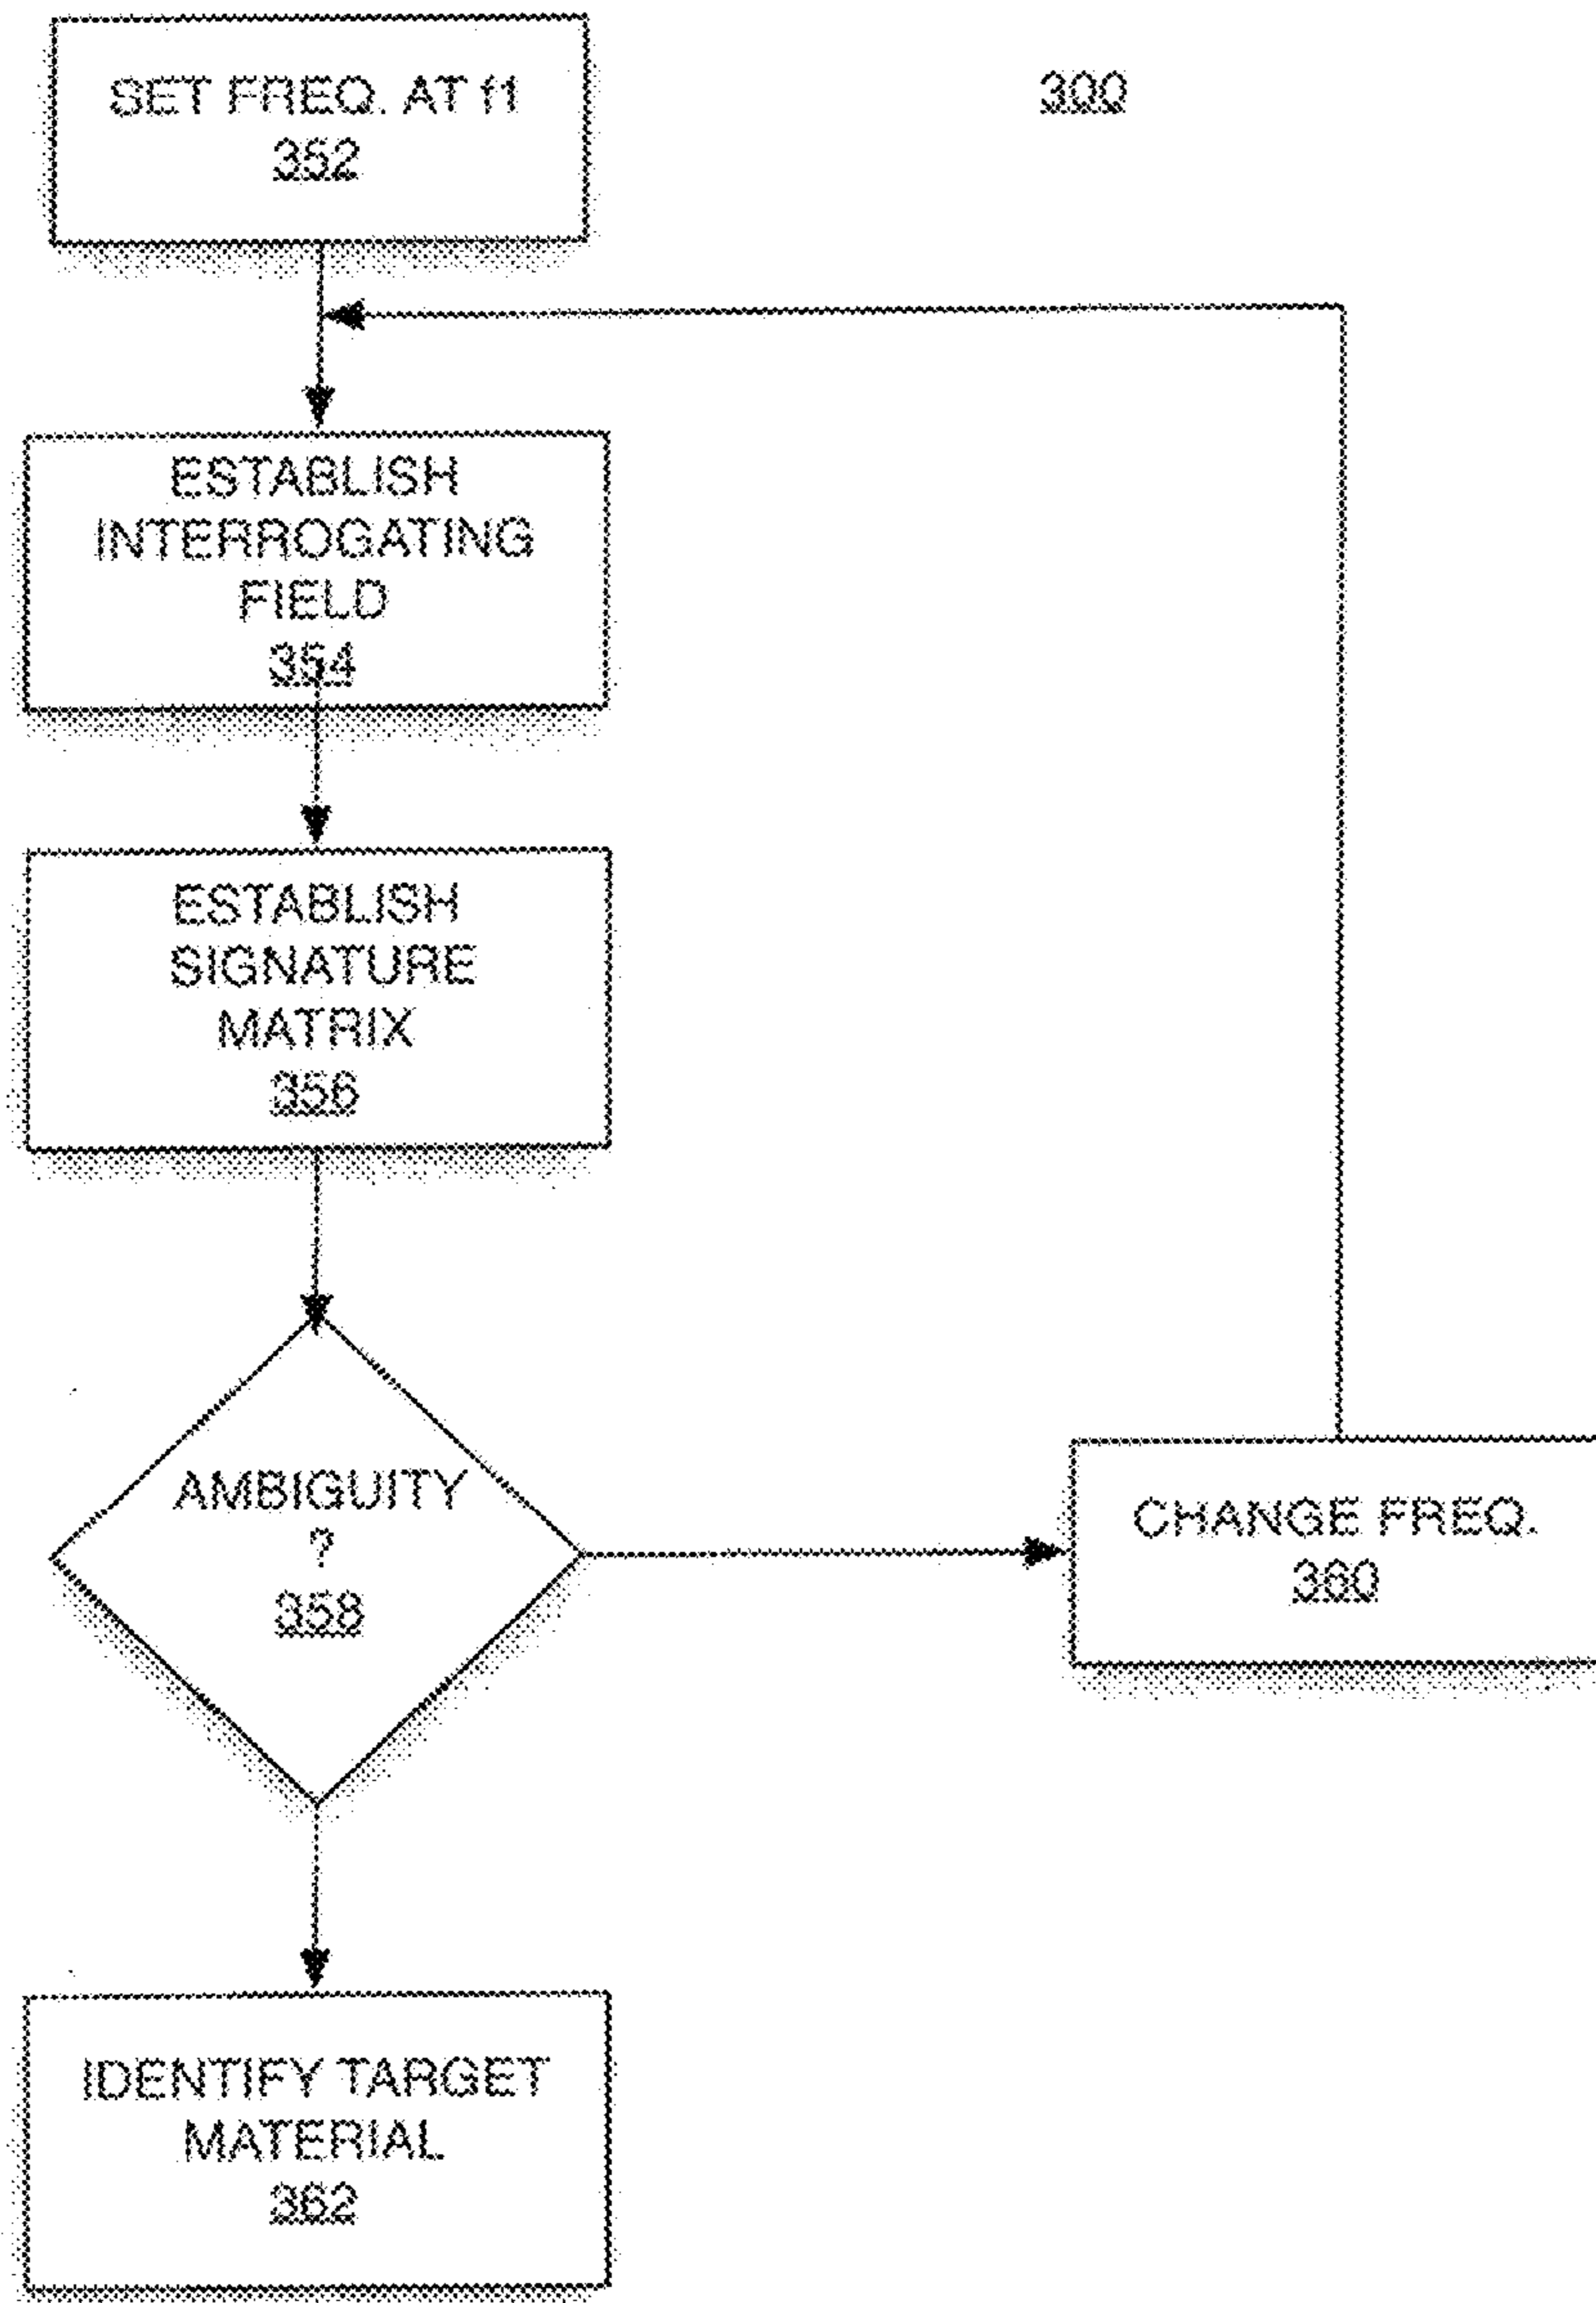 SET FREQ. AT f1
352
300
ESTABLISH
INTERROGATING
FIELD
354
ESTABLISH
SIGNATURE
MATRIX
356
AMBIGUITY
?
358
CHANGE FREQ.
360
IDENTIFY TARGET
MATERIAL
362